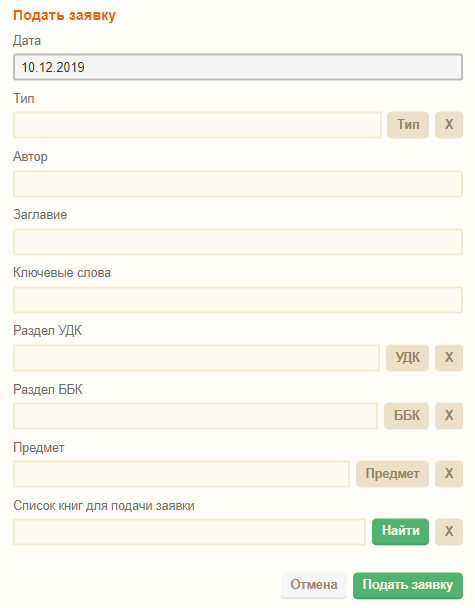 Подать заявку
Дата
10.12.2019
Тип
Тип X
Автор
Заглавие
Ключевые слова
Раздел УДК
УДК X
Раздел ББК
ББК X
Предмет
Предмет X
Список книг для подачи заявки
Найти X
Отмена Подать заявку